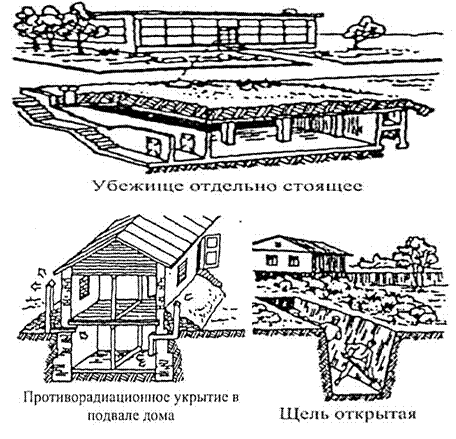 Убежище отдельно стоящее
Противорадиационное укрытие в
подвале дома
Щель открытая